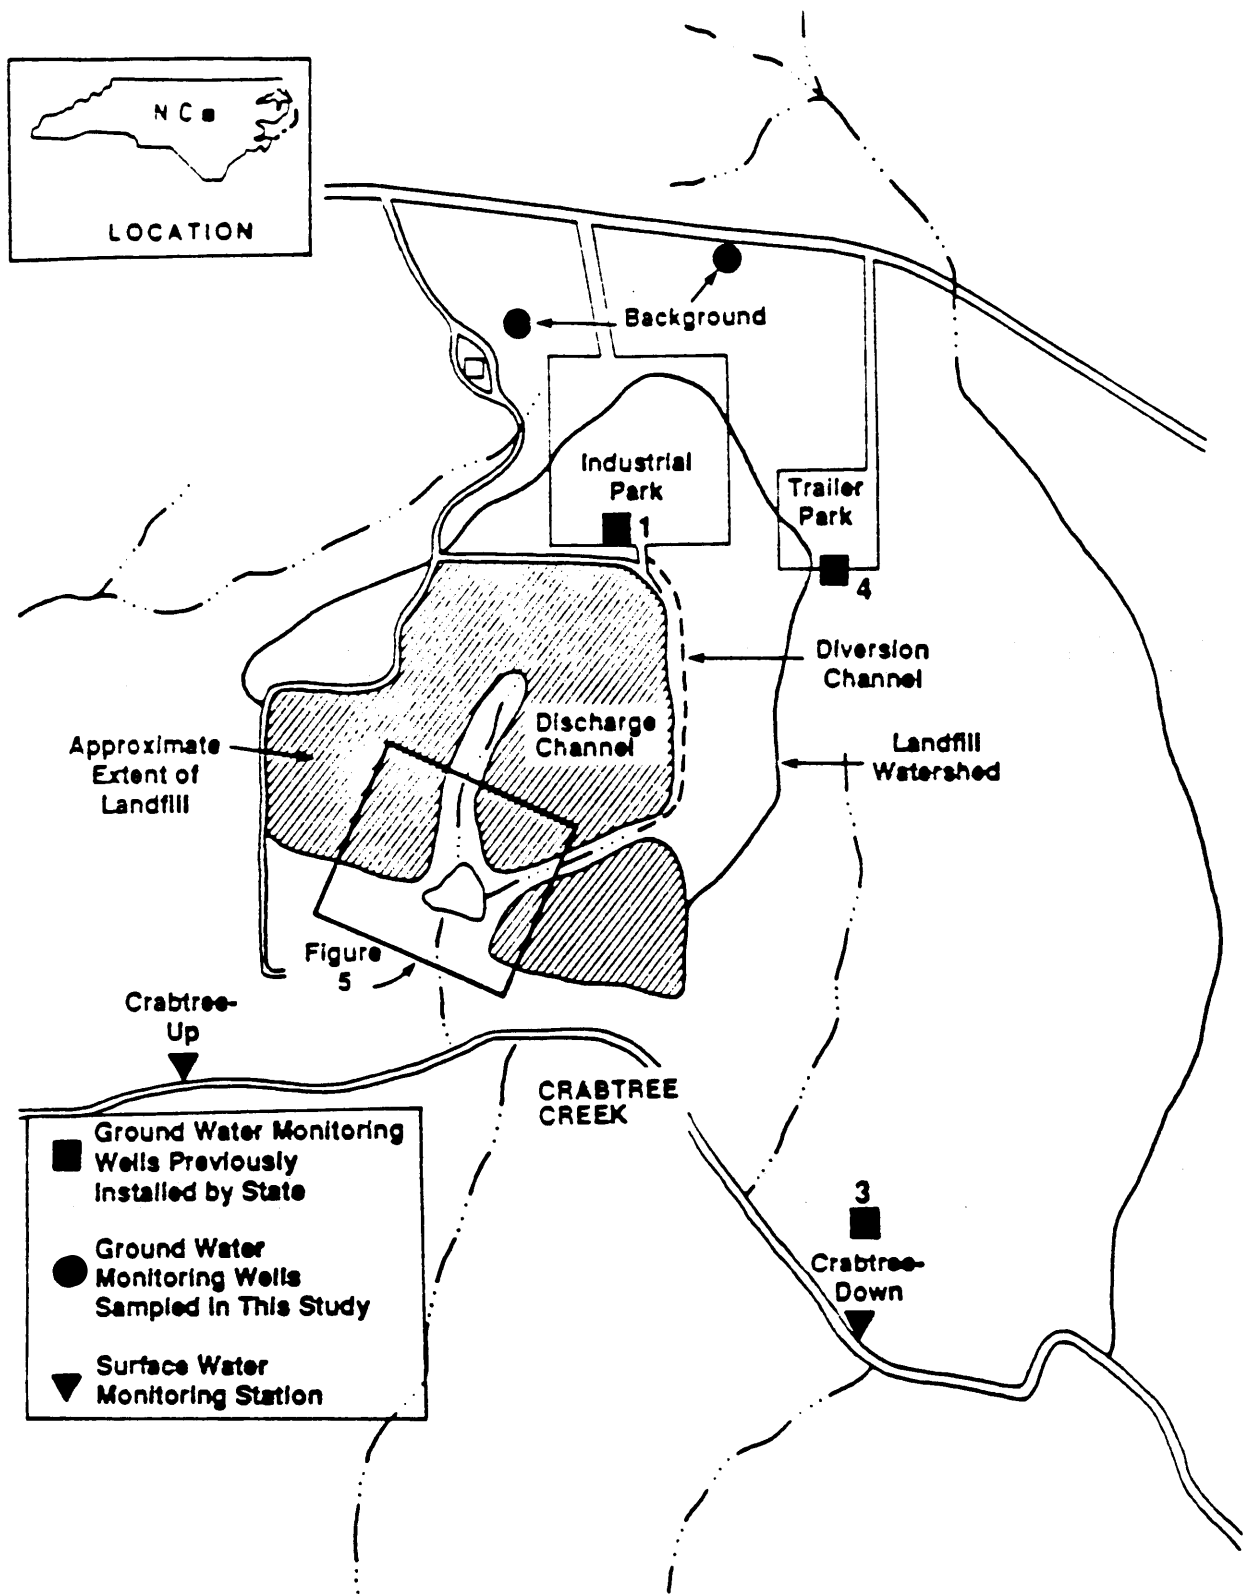 N C
LOCATION
Background
Industrial
Park
1
Trailer
Park
4
Diversion
Channel
Discharge
Channel
Approximate
Extent of
Landfill
Landfill
Watershed
Figure
5
Crabtree-
Up
CRABTREE
CREEK
3
Crabtree-
Down
Ground Water Monitoring
Wells Previously
Installed by State
Ground Water
Monitoring Wells
Sampled in This Study
Surface Water
Monitoring Station